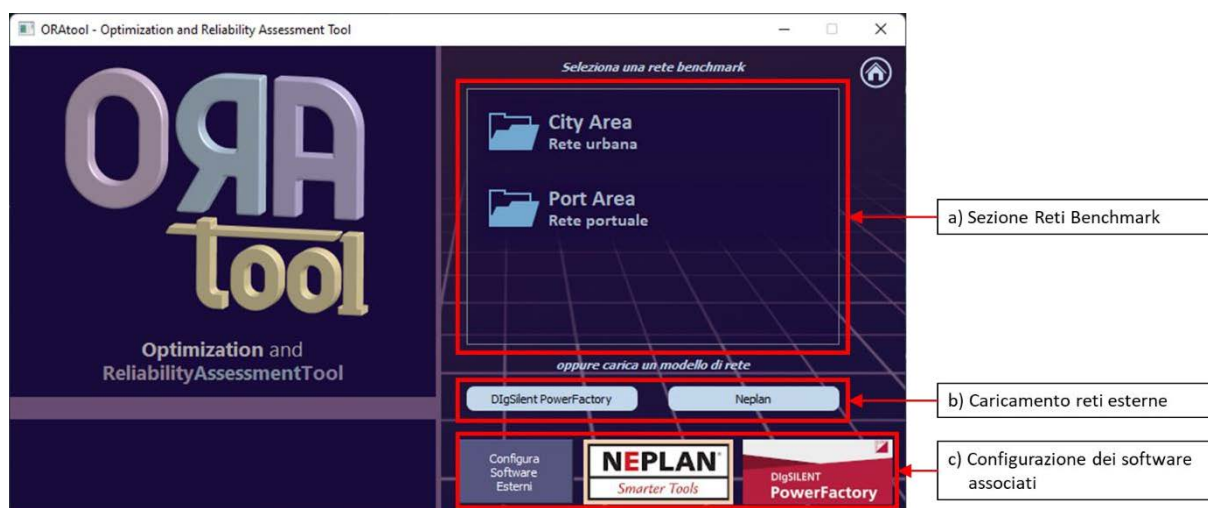 ORAtool - Optimization and Reliability Assessment Tool
ORA
tool
Optimization and
ReliabilityAssessmentTool
Seleziona una rete benchmark
City Area
Rete urbana
Port Area
Rete portuale
oppure carica un modello di rete
DIgSilent PowerFactory
Neplan
Configura
Software
Esterni
NEPLAN®
Smarter Tools
DIgSILENT
PowerFactory
a) Sezione Reti Benchmark
b) Caricamento reti esterne
c) Configurazione dei software
associati